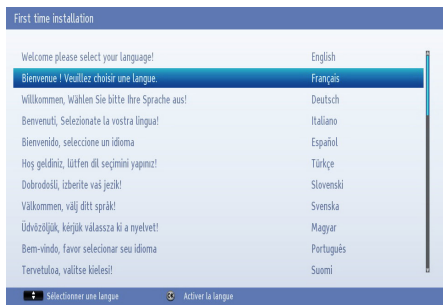 First time installation
Welcome please select your language! English
Bienvenue ! Veuillez choisir une langue. Français
Willkommen, Wählen Sie bitte Ihre Sprache aus! Deutsch
Benvenuti, Selezionate la vostra lingua! Italiano
Bienvenido, seleccione un idioma Español
Hoş geldiniz, lütfen dil seçimini yapınız! Türkçe
Dobrodošli, izberite vaš jezik! Slovenski
Välkommen, välj ditt språk! Svenska
Üdvözöljük, kérjük válassza ki a nyelvet! Magyar
Bem-vindo, favor selecionar seu idioma Português
Tervetuloa, valitse kielesi! Suomi
Sélectionner une langue OK Activer la langue